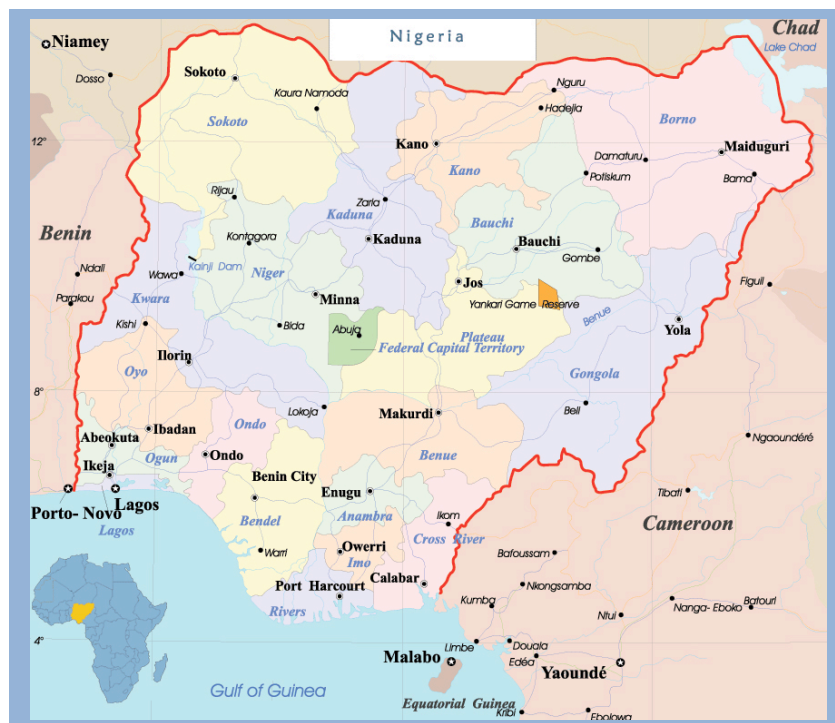 Nigeria
Chad
Lake Chad
Niamey
Dosso
Sokoto
Kaura Namoda
Nguru
Hadejia
Sokoto
Borno
12°
Kano
Maiduguri
Damaturu
Kano
Potiskum
Bama
Rijau
Zaria
Kaduna
Bauchi
Benin
Kontagora
Kaduna
Bauchi
Gombe
Kainji Dam
Ndali
Wawa
Niger
Jos
Figuil
Minna
Parakou
Kwara
Yankari Game Reserve
Benue
Kishi
Bida
Abuja
Yola
Plateau
Federal Capital Territory
Ilorin
Oyo
Gongola
8°
Lokoja
Makurdi
Bell
Ibadan
Ondo
Abeokuta
Ngaoundéré
Ogun
Ondo
Benue
Ikeja
Benin City
Enugu
Tibati
Porto- Novo
Lagos
Anambra
Ikom
Lagos
Bendel
Cross River
Cameroon
Owerri
Warri
Bafoussam
Imo
Port Harcourt
Calabar
Nkongsamba
Rivers
Kumba
Nanga- Eboko
Batouri
Ntui
4°
Limbe
Douala
Malabo
Edéa
Yaoundé
Gulf of Guinea
Equatorial Guinea
Kribi
Ebolowa